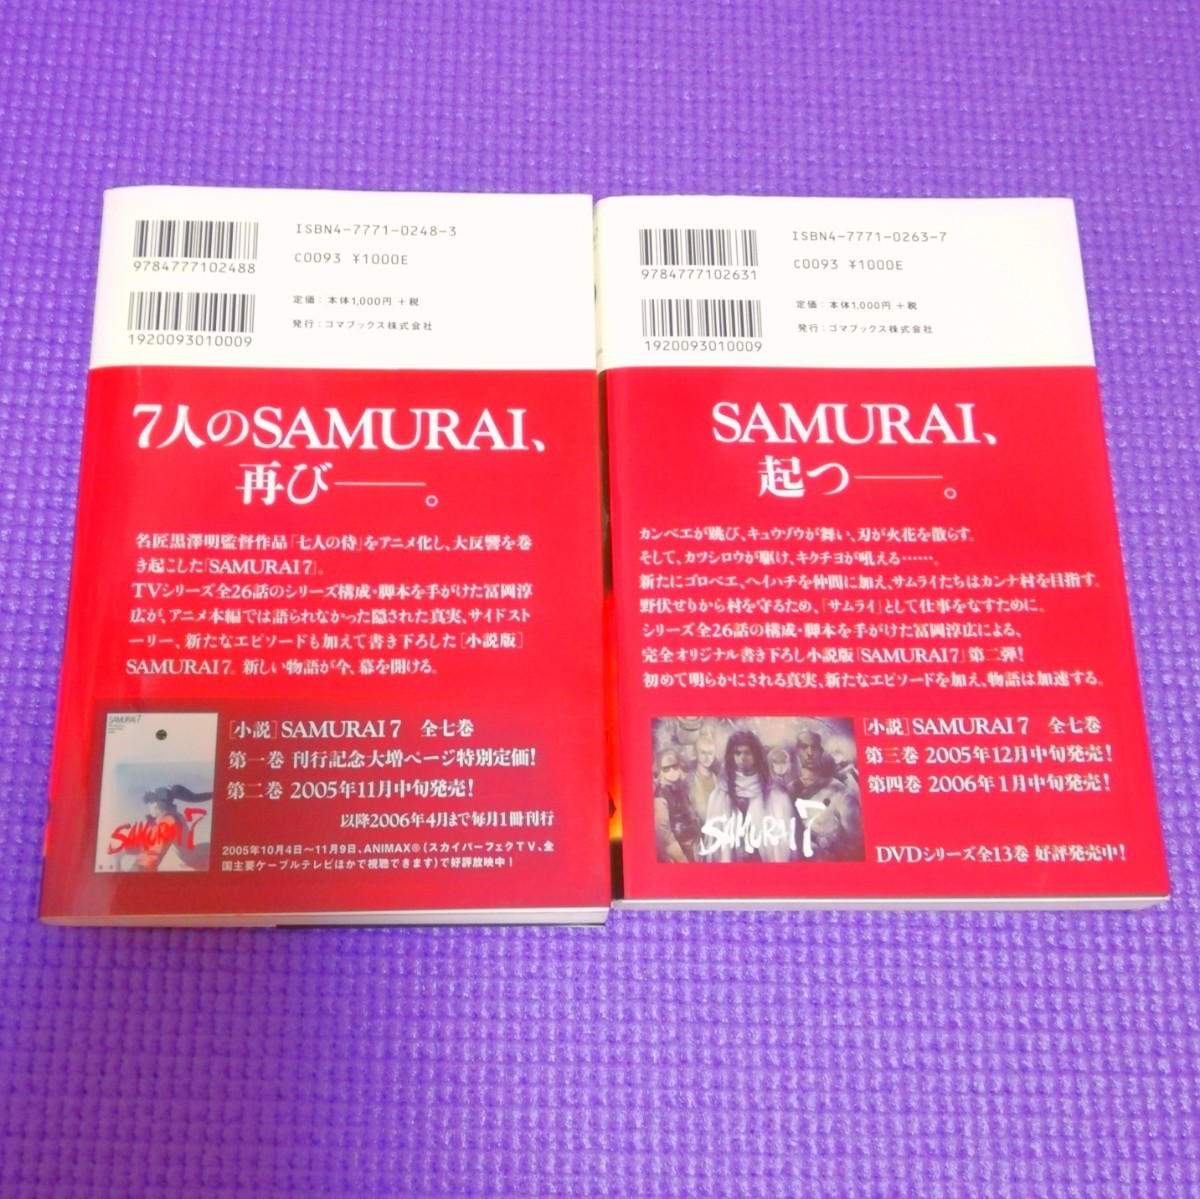 ISBN4-7771-0248-3
9784777102488
C0093 ¥1000E
定価：本体1,000円＋税
発行：ゴマブックス株式会社
1920093010009
7人のSAMURAI、
再び——。
名匠黒澤明監督作品「七人の侍」をアニメ化し、大反響を巻
き起こした「SAMURAI7」。
TVシリーズ全26話のシリーズ構成・脚本を手がけた冨岡淳
広が、アニメ本編では語られなかった隠された真実、サイドスト
ーリー、新たなエピソードも加えて書き下ろした［小説版］
SAMURAI7。新しい物語が今、幕を開ける。
SAMURAI 7
SAMURAI 7
［小説］SAMURAI 7　全七巻
第一巻 刊行記念大増ページ特別定価！
第二巻 2005年11月中旬発売！
以降2006年4月まで毎月1冊刊行
2005年10月4日〜11月9日、ANIMAX®（スカイパーフェクTV、全
国主要ケーブルテレビほかで視聴できます）で好評放映中！
ISBN4-7771-0263-7
9784777102631
C0093 ¥1000E
定価：本体1,000円＋税
発行：ゴマブックス株式会社
1920093010009
SAMURAI、
起つ——。
カンベエが跳び、キュウゾウが舞い、刃が火花を散らす。
そして、カツシロウが駆け、キクチヨが吼える……。
新たにゴロベエ、ヘイハチを仲間に加え、サムライたちはカンナ村を目指す。
野伏せりから村を守るため、「サムライ」として仕事をなすために。
シリーズ全26話の構成・脚本を手がけた冨岡淳広による、
完全オリジナル書き下ろし小説版「SAMURAI7」第二弾！
初めて明らかにされる真実、新たなエピソードを加え、物語は加速する。
SAMURAI 7
［小説］SAMURAI 7　全七巻
第三巻 2005年12月中旬発売！
第四巻 2006年1月中旬発売！
DVDシリーズ全13巻 好評発売中！